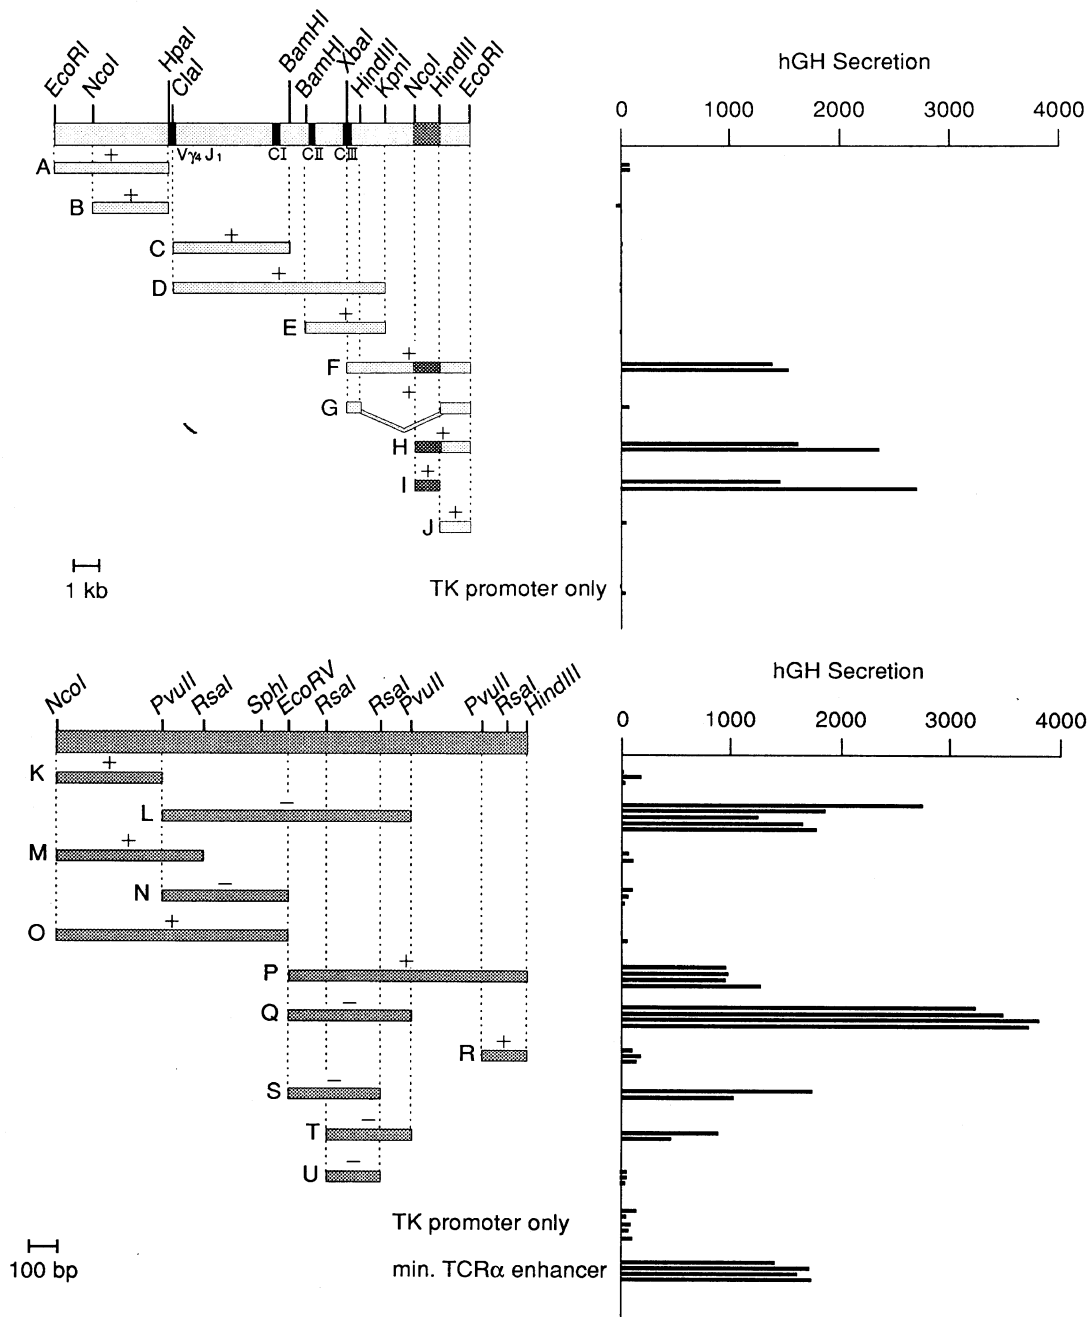 EcoRI NcoI HpaI ClaI BamHI BamHI XbaI HindIII KpnI NcoI HindIII EcoRI
hGH Secretion
0 1000 2000 3000 4000
Vγ4 J1 CI CII CIII
A +
B +
C +
D +
E +
F +
G +
H +
I +
J +
1 kb
TK promoter only
NcoI PvuII RsaI SphI EcoRV RsaI RsaI PvuII PvuII RsaI HindIII
hGH Secretion
0 1000 2000 3000 4000
K +
L –
M +
N –
O +
P +
Q –
R +
S –
T –
U –
TK promoter only
100 bp
min. TCRα enhancer